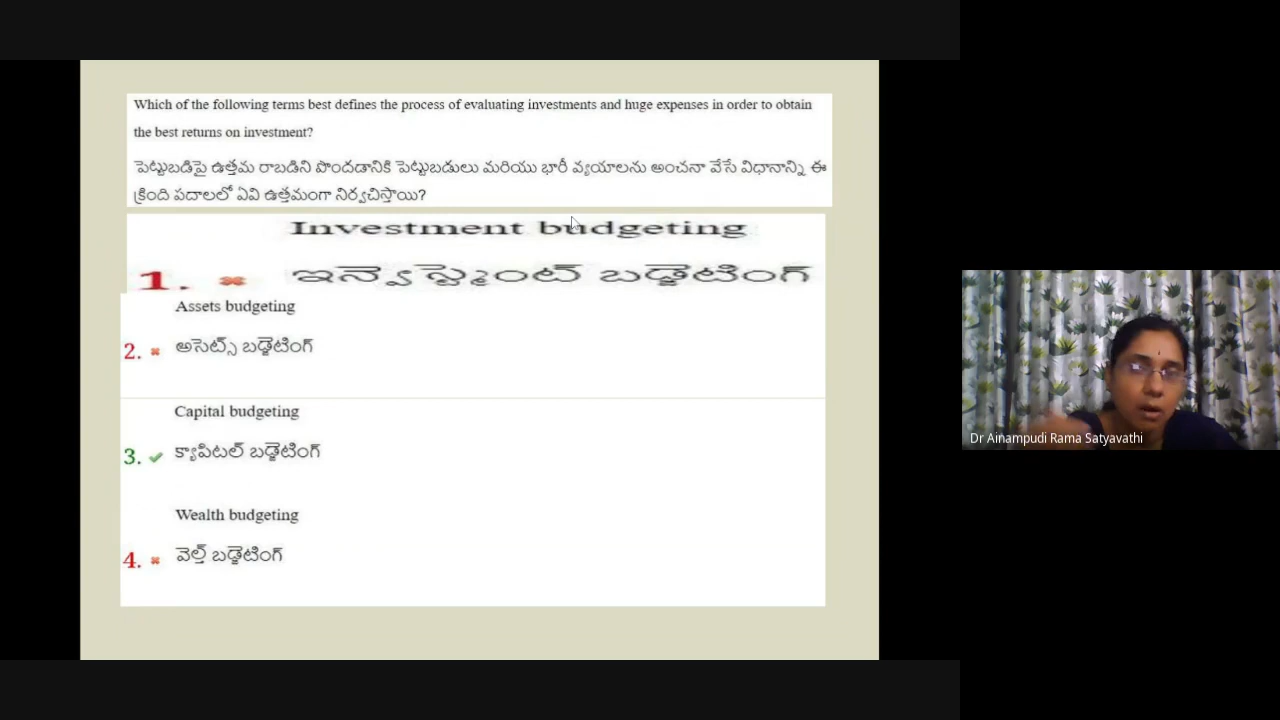 Which of the following terms best defines the process of evaluating investments and huge expenses in order to obtain
the best returns on investment?
పెట్టుబడిపై ఉత్తమ రాబడిని పొందడానికి పెట్టుబడులు మరియు భారీ వ్యయాలను అంచనా వేసే విధానాన్ని ఈ
క్రింది పదాలలో ఏవి ఉత్తమంగా నిర్వచిస్తాయి?
Investment budgeting
1. ఇన్వెస్ట్మెంట్ బడ్జెటింగ్
Assets budgeting
2. అసెట్స్ బడ్జెటింగ్
Capital budgeting
3. క్యాపిటల్ బడ్జెటింగ్
Wealth budgeting
4. వెల్త్ బడ్జెటింగ్
Dr Ainampudi Rama Satyavathi